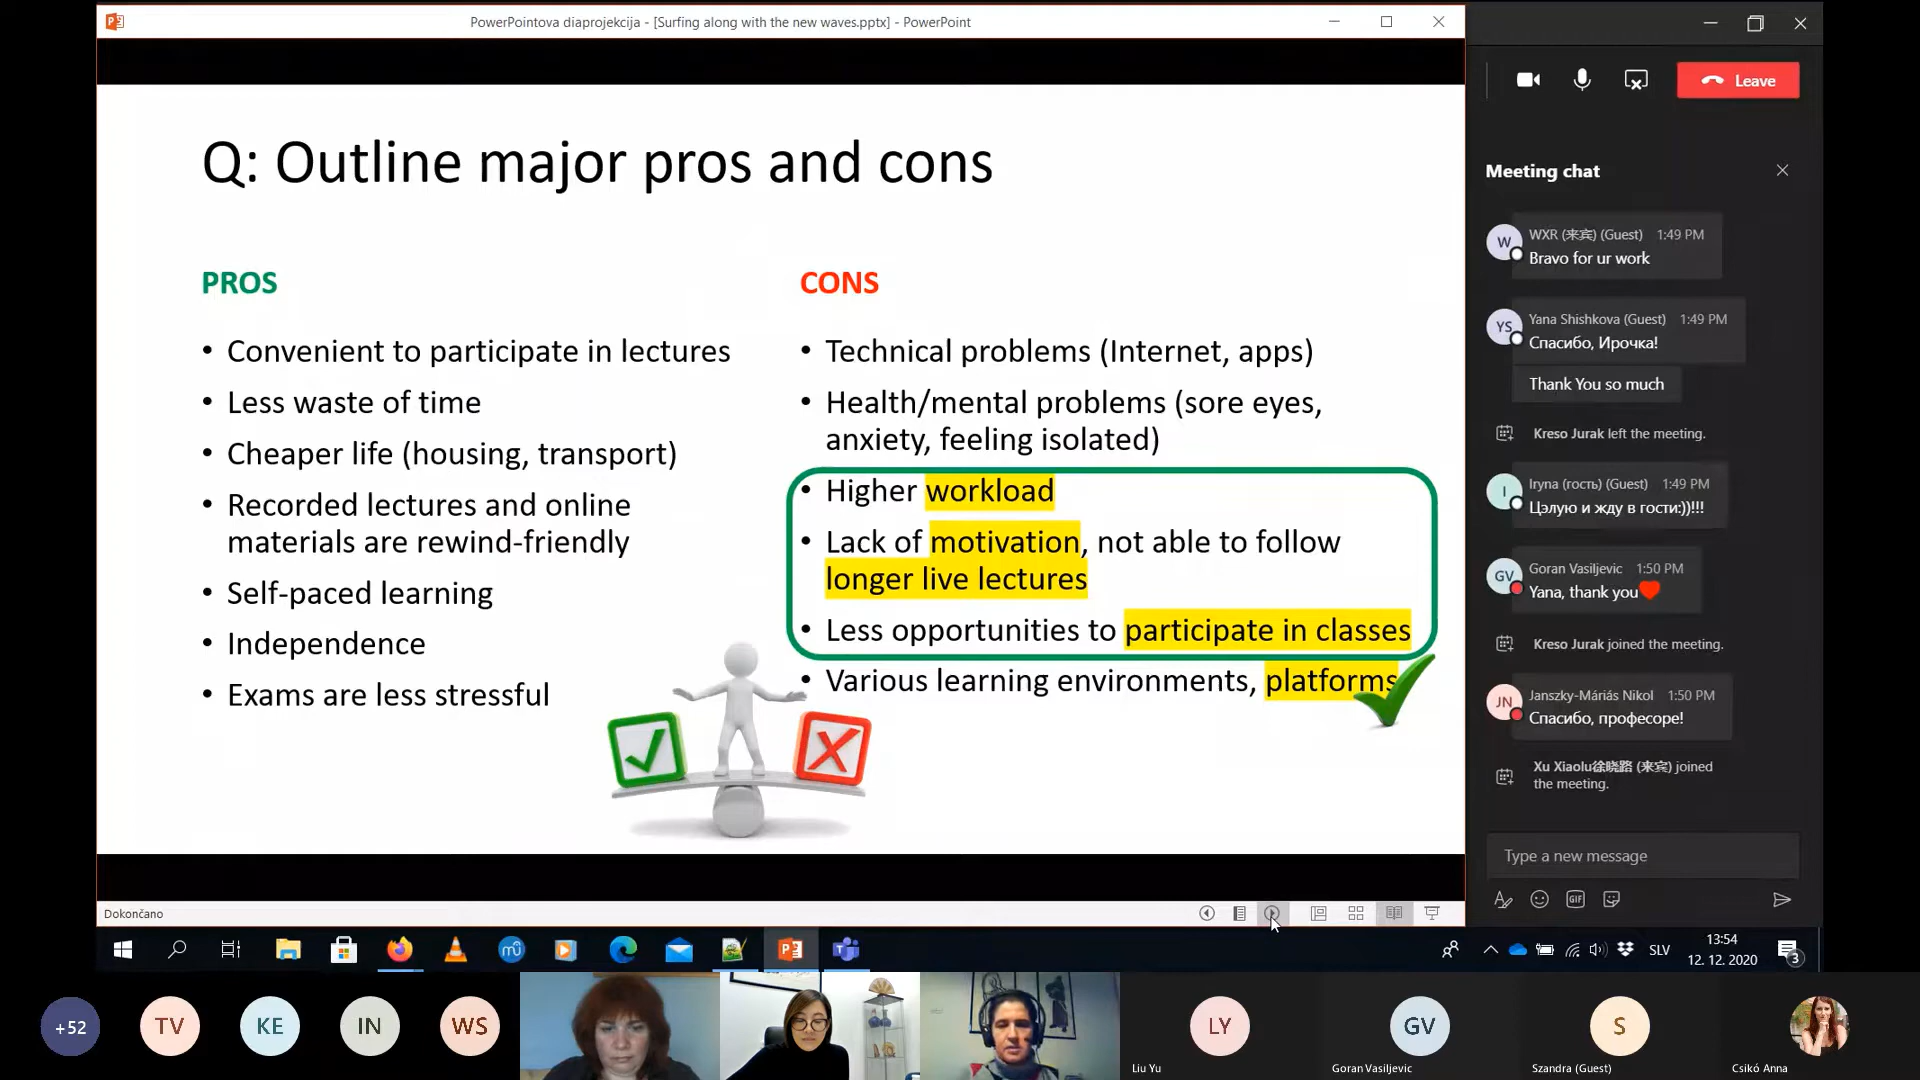 PowerPointova diaprojekcija - [Surfing along with the new waves.pptx] - PowerPoint
Q: Outline major pros and cons
PROS
• Convenient to participate in lectures
• Less waste of time
• Cheaper life (housing, transport)
• Recorded lectures and online
materials are rewind-friendly
• Self-paced learning
• Independence
• Exams are less stressful
CONS
• Technical problems (Internet, apps)
• Health/mental problems (sore eyes,
anxiety, feeling isolated)
• Higher workload
• Lack of motivation, not able to follow
longer live lectures
• Less opportunities to participate in classes
• Various learning environments, platforms
Dokončano
Leave
Meeting chat
W
WXR (来宾) (Guest) 1:49 PM
Bravo for ur work
YS
Yana Shishkova (Guest) 1:49 PM
Спасибо, Ирочка!
Thank You so much
Kreso Jurak left the meeting.
I
Iryna (гость) (Guest) 1:49 PM
Цэлую и жду в гости:))!!!
GV
Goran Vasiljevic 1:50 PM
Yana, thank you
Kreso Jurak joined the meeting.
JN
Janszky-Máriás Nikol 1:50 PM
Спасибо, професоре!
Xu Xiaolu徐晓路 (来宾) joined
the meeting.
Type a new message
GIF
SLV
13:54
12. 12. 2020
3
+52
TV
KE
IN
WS
LY
Liu Yu
GV
Goran Vasiljevic
S
Szandra (Guest)
Csikó Anna